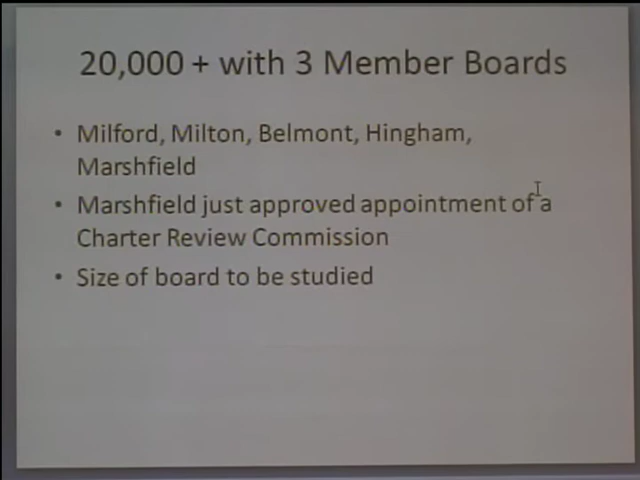 20,000 + with 3 Member Boards
• Milford, Milton, Belmont, Hingham,
Marshfield
• Marshfield just approved appointment of a
Charter Review Commission
• Size of board to be studied